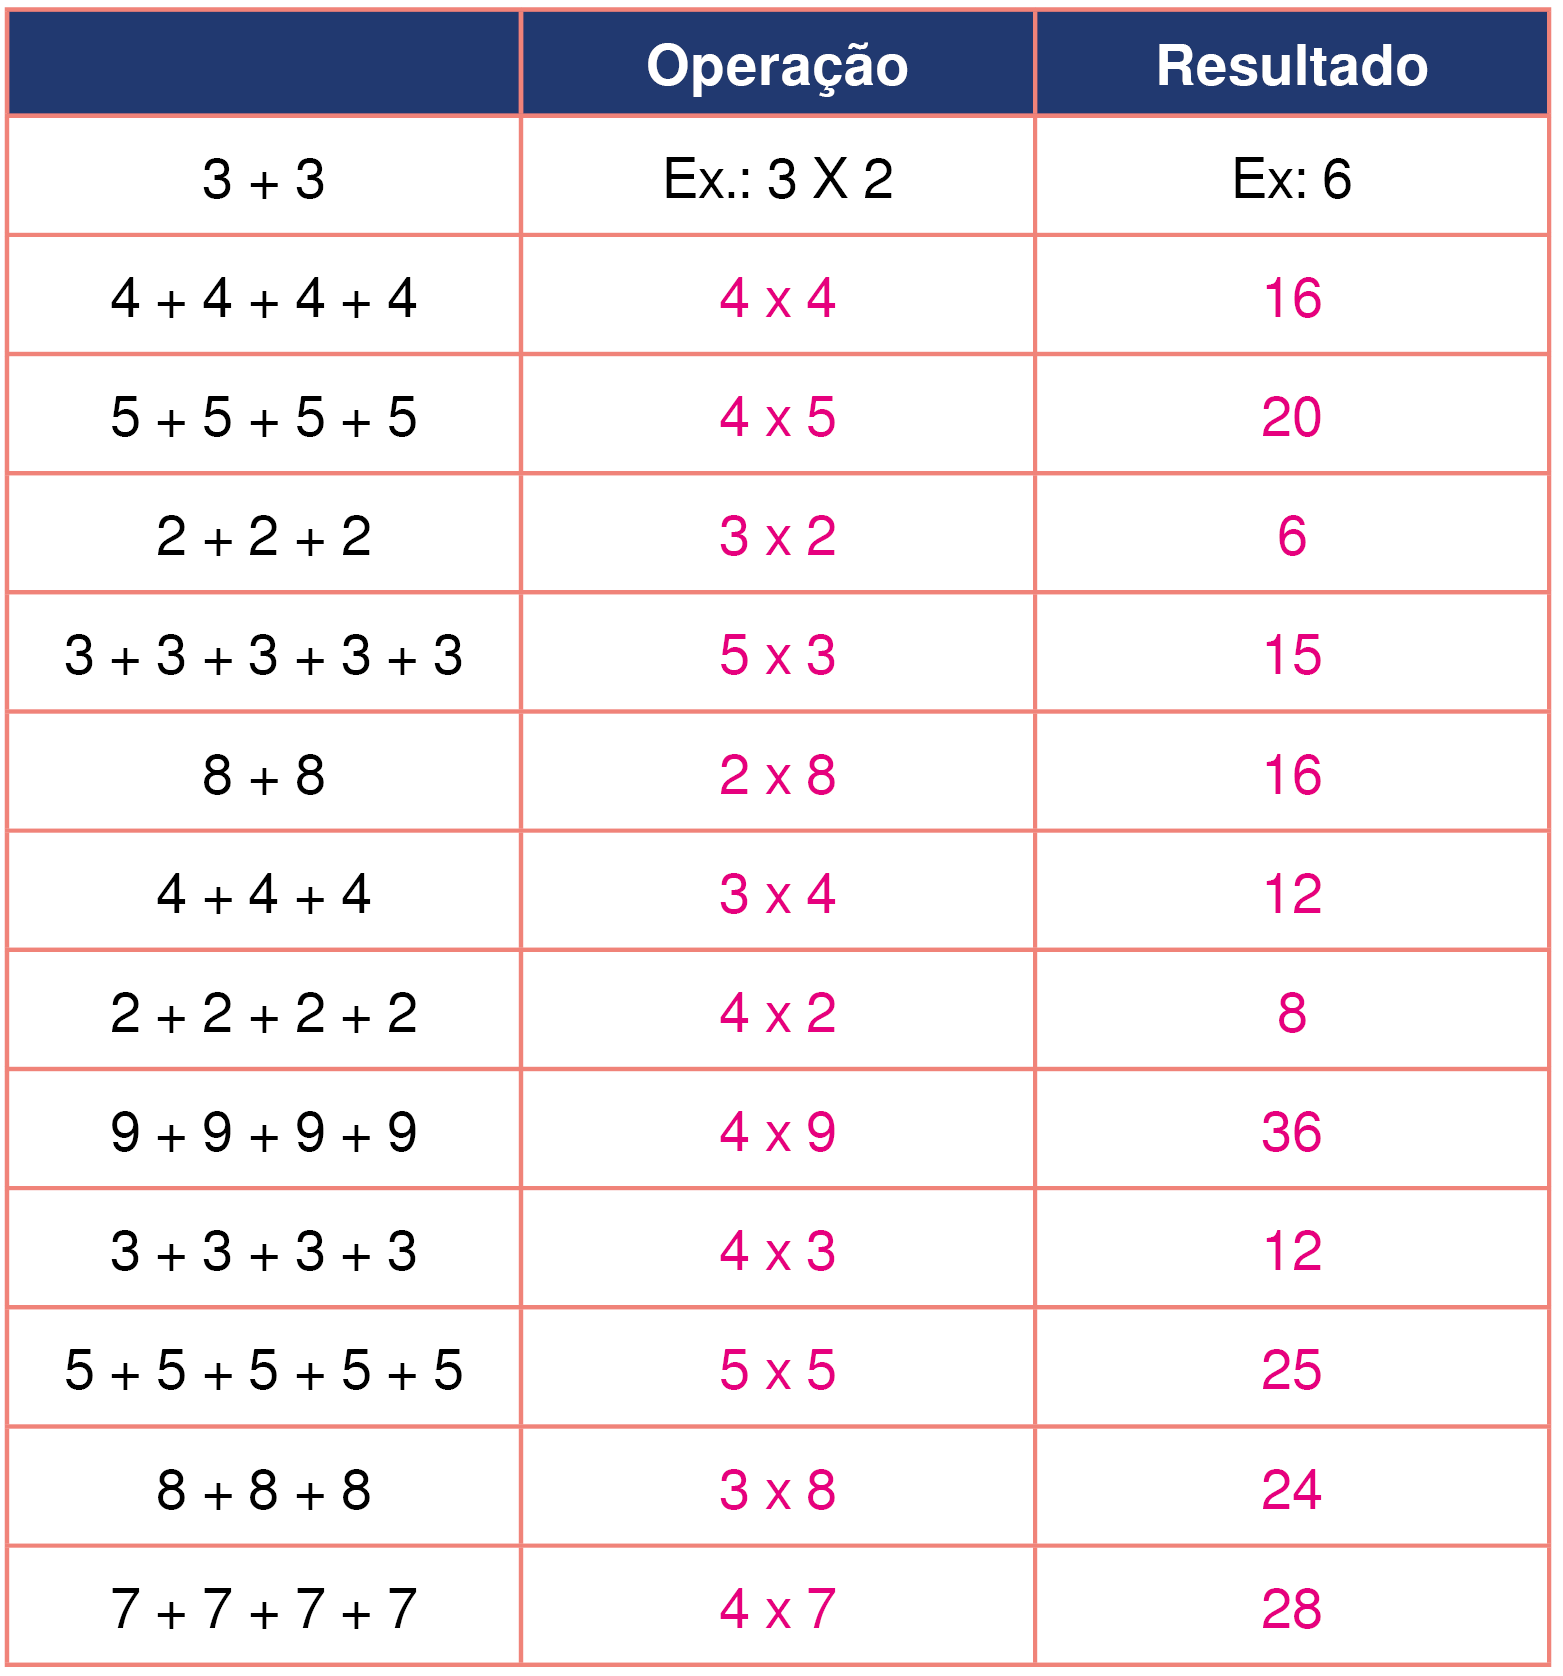 Operação Resultado
3 + 3 Ex.: 3 X 2 Ex: 6
4 + 4 + 4 + 4 4 x 4 16
5 + 5 + 5 + 5 4 x 5 20
2 + 2 + 2 3 x 2 6
3 + 3 + 3 + 3 + 3 5 x 3 15
8 + 8 2 x 8 16
4 + 4 + 4 3 x 4 12
2 + 2 + 2 + 2 4 x 2 8
9 + 9 + 9 + 9 4 x 9 36
3 + 3 + 3 + 3 4 x 3 12
5 + 5 + 5 + 5 + 5 5 x 5 25
8 + 8 + 8 3 x 8 24
7 + 7 + 7 + 7 4 x 7 28